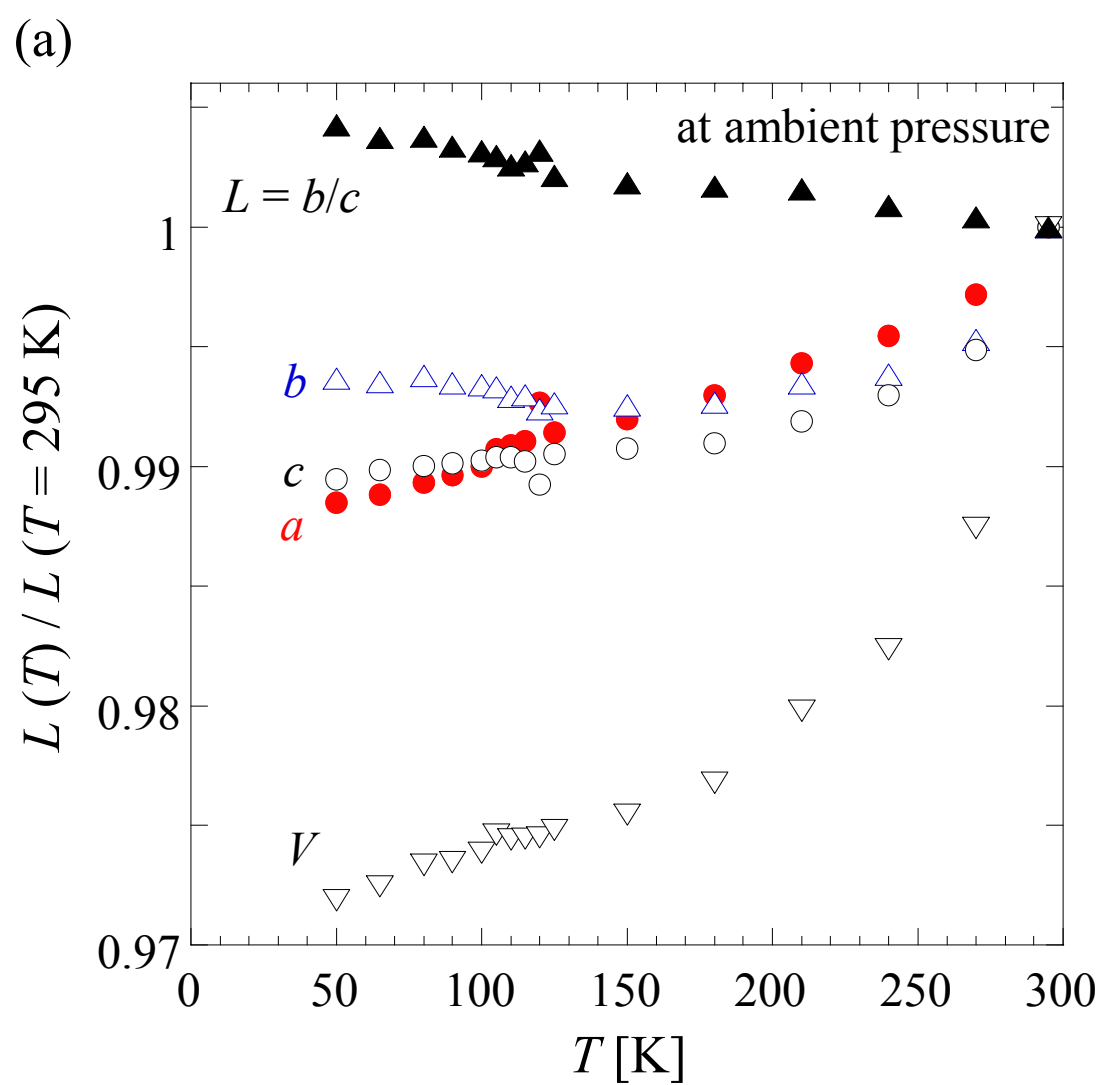 (a)
at ambient pressure
L = b/c
1
b
0.99
c
a
0.98
V
0.97
0 50 100 150 200 250 300
T [K]
L (T) / L (T = 295 K)